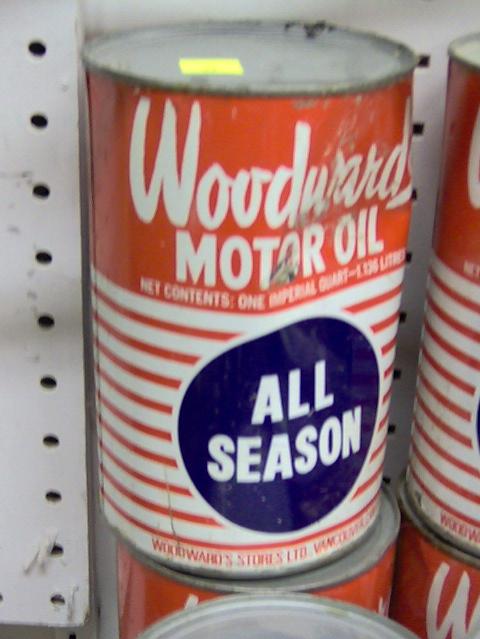 Woodward's
MOTOR OIL
NET CONTENTS: ONE IMPERIAL QUART—1.136 LITRES
ALL
SEASON
WOODWARD'S STORES LTD. VANCOUVER